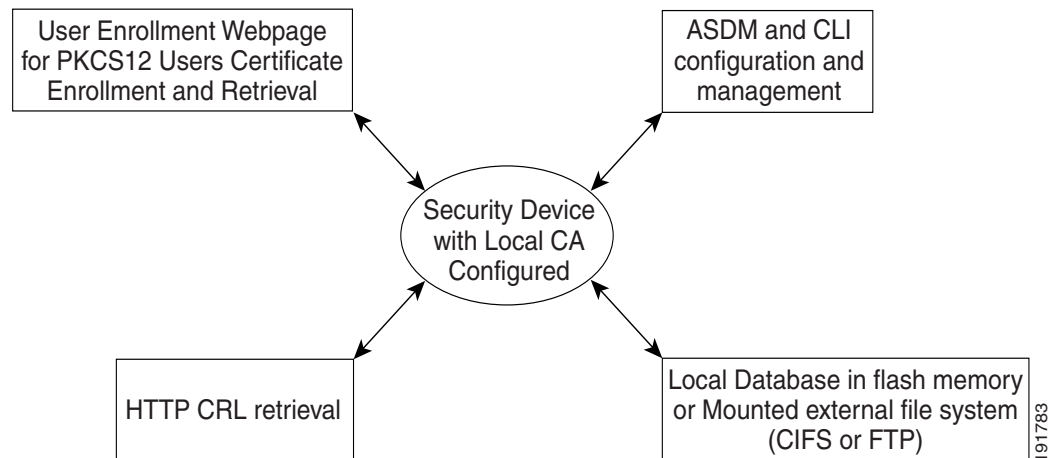 User Enrollment Webpage
for PKCS12 Users Certificate
Enrollment and Retrieval
ASDM and CLI
configuration and
management
Security Device
with Local CA
Configured
HTTP CRL retrieval
Local Database in flash memory
or Mounted external file system
(CIFS or FTP)
191783